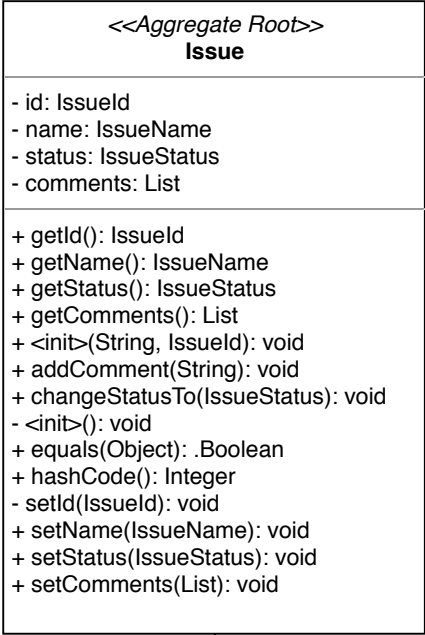 <<Aggregate Root>>
Issue
- id: IssueId
- name: IssueName
- status: IssueStatus
- comments: List
+ getId(): IssueId
+ getName(): IssueName
+ getStatus(): IssueStatus
+ getComments(): List
+ <init>(String, IssueId): void
+ addComment(String): void
+ changeStatusTo(IssueStatus): void
- <init>(): void
+ equals(Object): .Boolean
+ hashCode(): Integer
- setId(IssueId): void
+ setName(IssueName): void
+ setStatus(IssueStatus): void
+ setComments(List): void